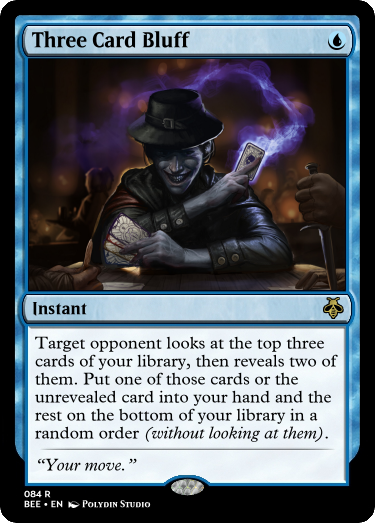 Three Card Bluff
Instant
Target opponent looks at the top three
cards of your library, then reveals two of
them. Put one of those cards or the
unrevealed card into your hand and the
rest on the bottom of your library in a
random order (without looking at them).
“Your move.”
084 R
BEE • EN Polydin Studio